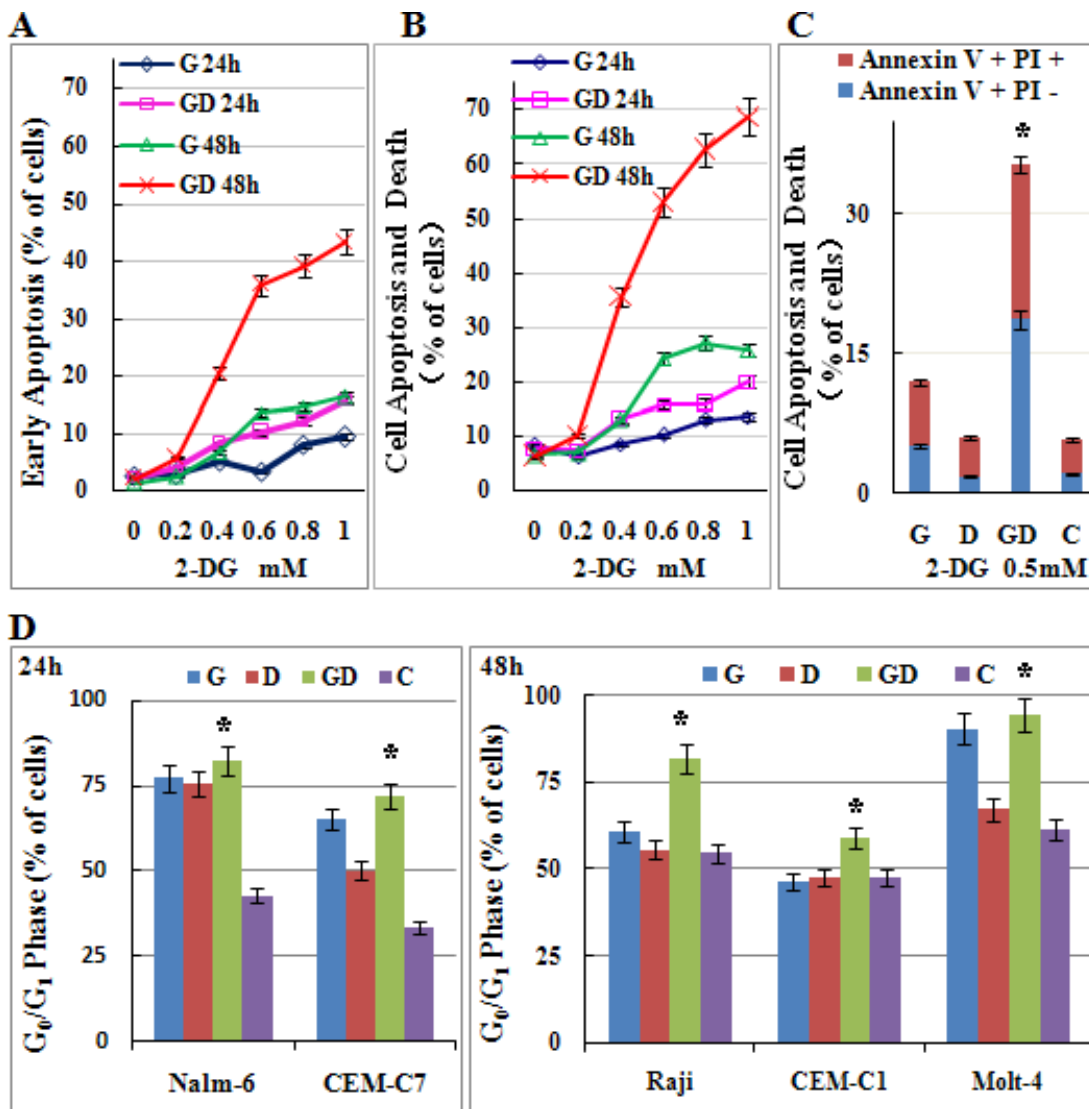 A
G 24h
GD 24h
G 48h
GD 48h
Early Apoptosis (% of cells)
70
60
50
40
30
20
10
0
0 0.2 0.4 0.6 0.8 1
2-DG mM
B
G 24h
GD 24h
G 48h
GD 48h
Cell Apoptosis and Death
( % of cells)
70
60
50
40
30
20
10
0
0 0.2 0.4 0.6 0.8 1
2-DG mM
C
Annexin V + PI +
Annexin V + PI -
*
Cell Apoptosis and Death
( % of cells)
30
15
0
G D GD C
2-DG 0.5mM
D
24h
G D GD C
G0/G1 Phase (% of cells)
100
75
50
25
0
* *
Nalm-6 CEM-C7
48h
G D GD C
G0/G1 Phase (% of cells)
100
75
50
25
0
* * *
Raji CEM-C1 Molt-4